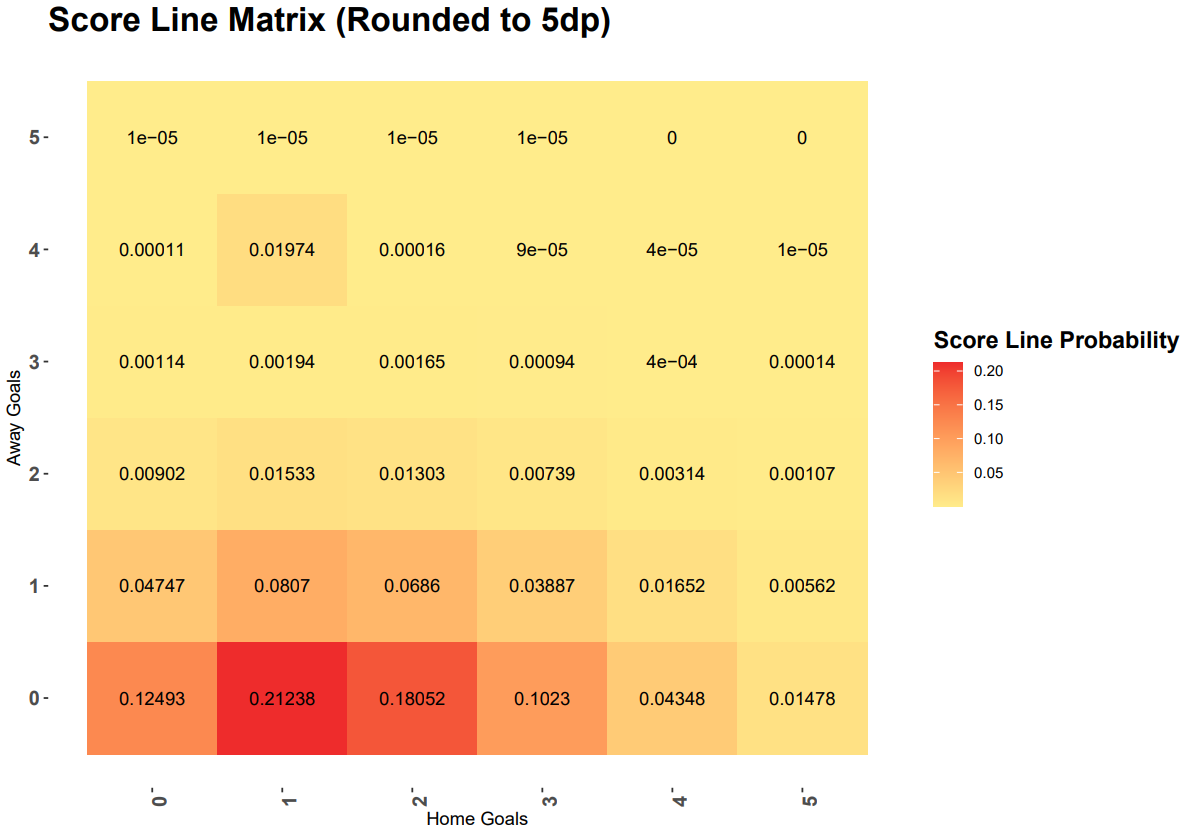 Score Line Matrix (Rounded to 5dp)
5 1e−05 1e−05 1e−05 1e−05 0 0
4 0.00011 0.01974 0.00016 9e−05 4e−05 1e−05
3 0.00114 0.00194 0.00165 0.00094 4e−04 0.00014
2 0.00902 0.01533 0.01303 0.00739 0.00314 0.00107
1 0.04747 0.0807 0.0686 0.03887 0.01652 0.00562
0 0.12493 0.21238 0.18052 0.1023 0.04348 0.01478
0 1 2 3 4 5
Away Goals
Home Goals
Score Line Probability
0.20
0.15
0.10
0.05